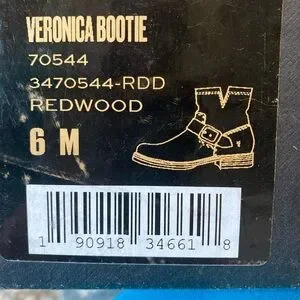 VERONICA BOOTIE
70544
3470544-RDD
REDWOOD
6 M
1 90918 34661 8